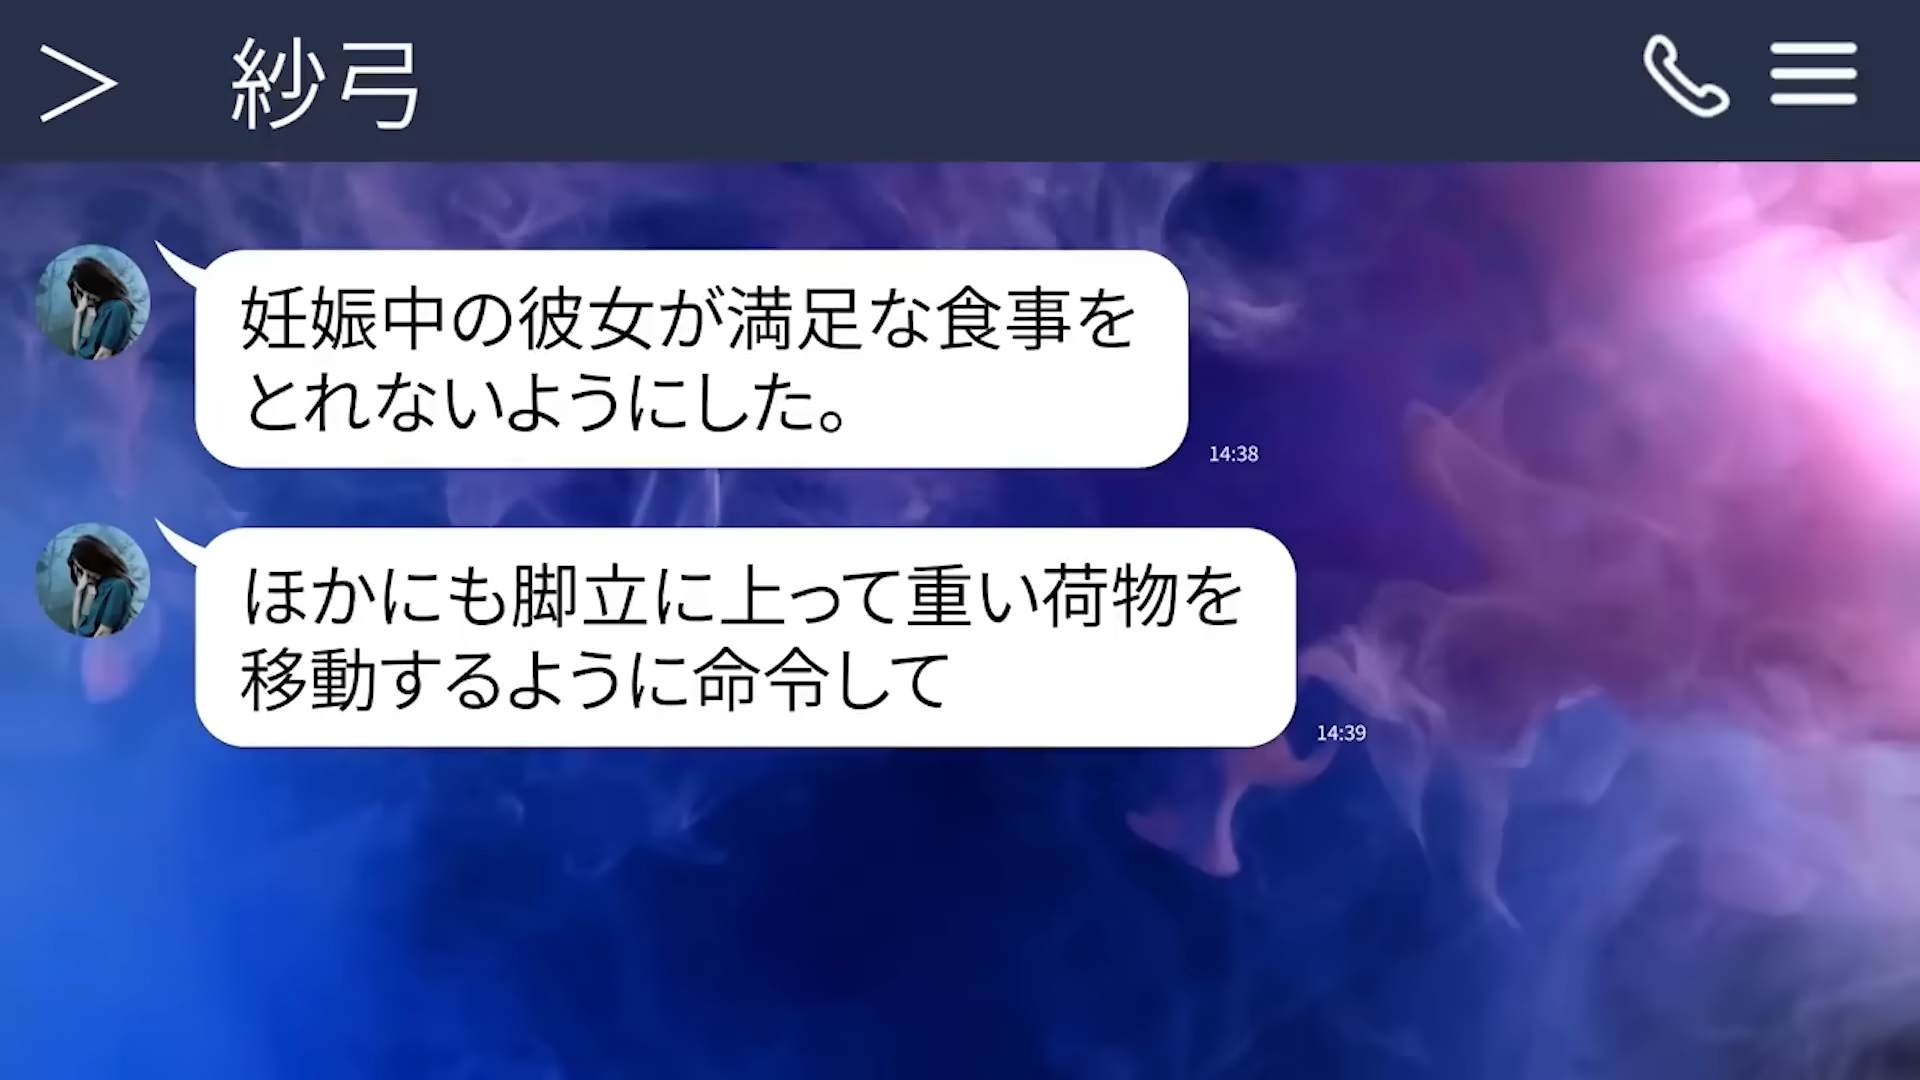 紗弓
妊娠中の彼女が満足な食事を
とれないようにした。
14:38
ほかにも脚立に上って重い荷物を
移動するように命令して
14:39